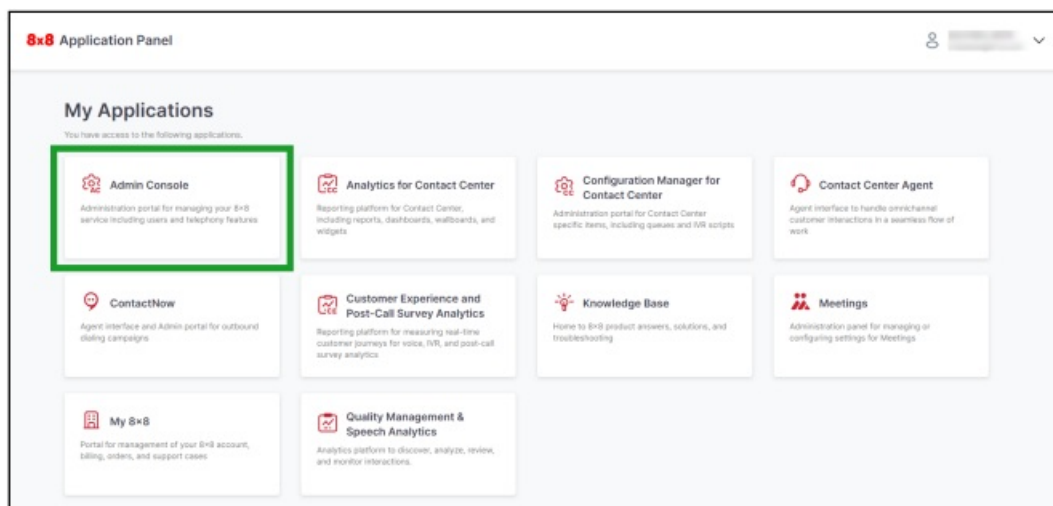 8x8 Application Panel
My Applications
You have access to the following applications.
Admin Console
Administration portal for managing your 8×8
service including users and telephony features
Analytics for Contact Center
Reporting platform for Contact Center,
including reports, dashboards, wallboards, and
widgets
Configuration Manager for
Contact Center
Administration portal for Contact Center
specific items, including queues and IVR scripts
Contact Center Agent
Agent interface to handle omnichannel
customer interactions in a seamless flow of
work
ContactNow
Agent interface and Admin portal for outbound
dialing campaigns
Customer Experience and
Post-Call Survey Analytics
Reporting platform for measuring real-time
customer journeys for voice, IVR, and post-call
survey analytics
Knowledge Base
Home to 8×8 product answers, solutions, and
troubleshooting
Meetings
Administration panel for managing or
configuring settings for Meetings
My 8×8
Portal for management of your 8×8 account,
billing, orders, and support cases
Quality Management &
Speech Analytics
Analytics platform to discover, analyze, review,
and monitor interactions.